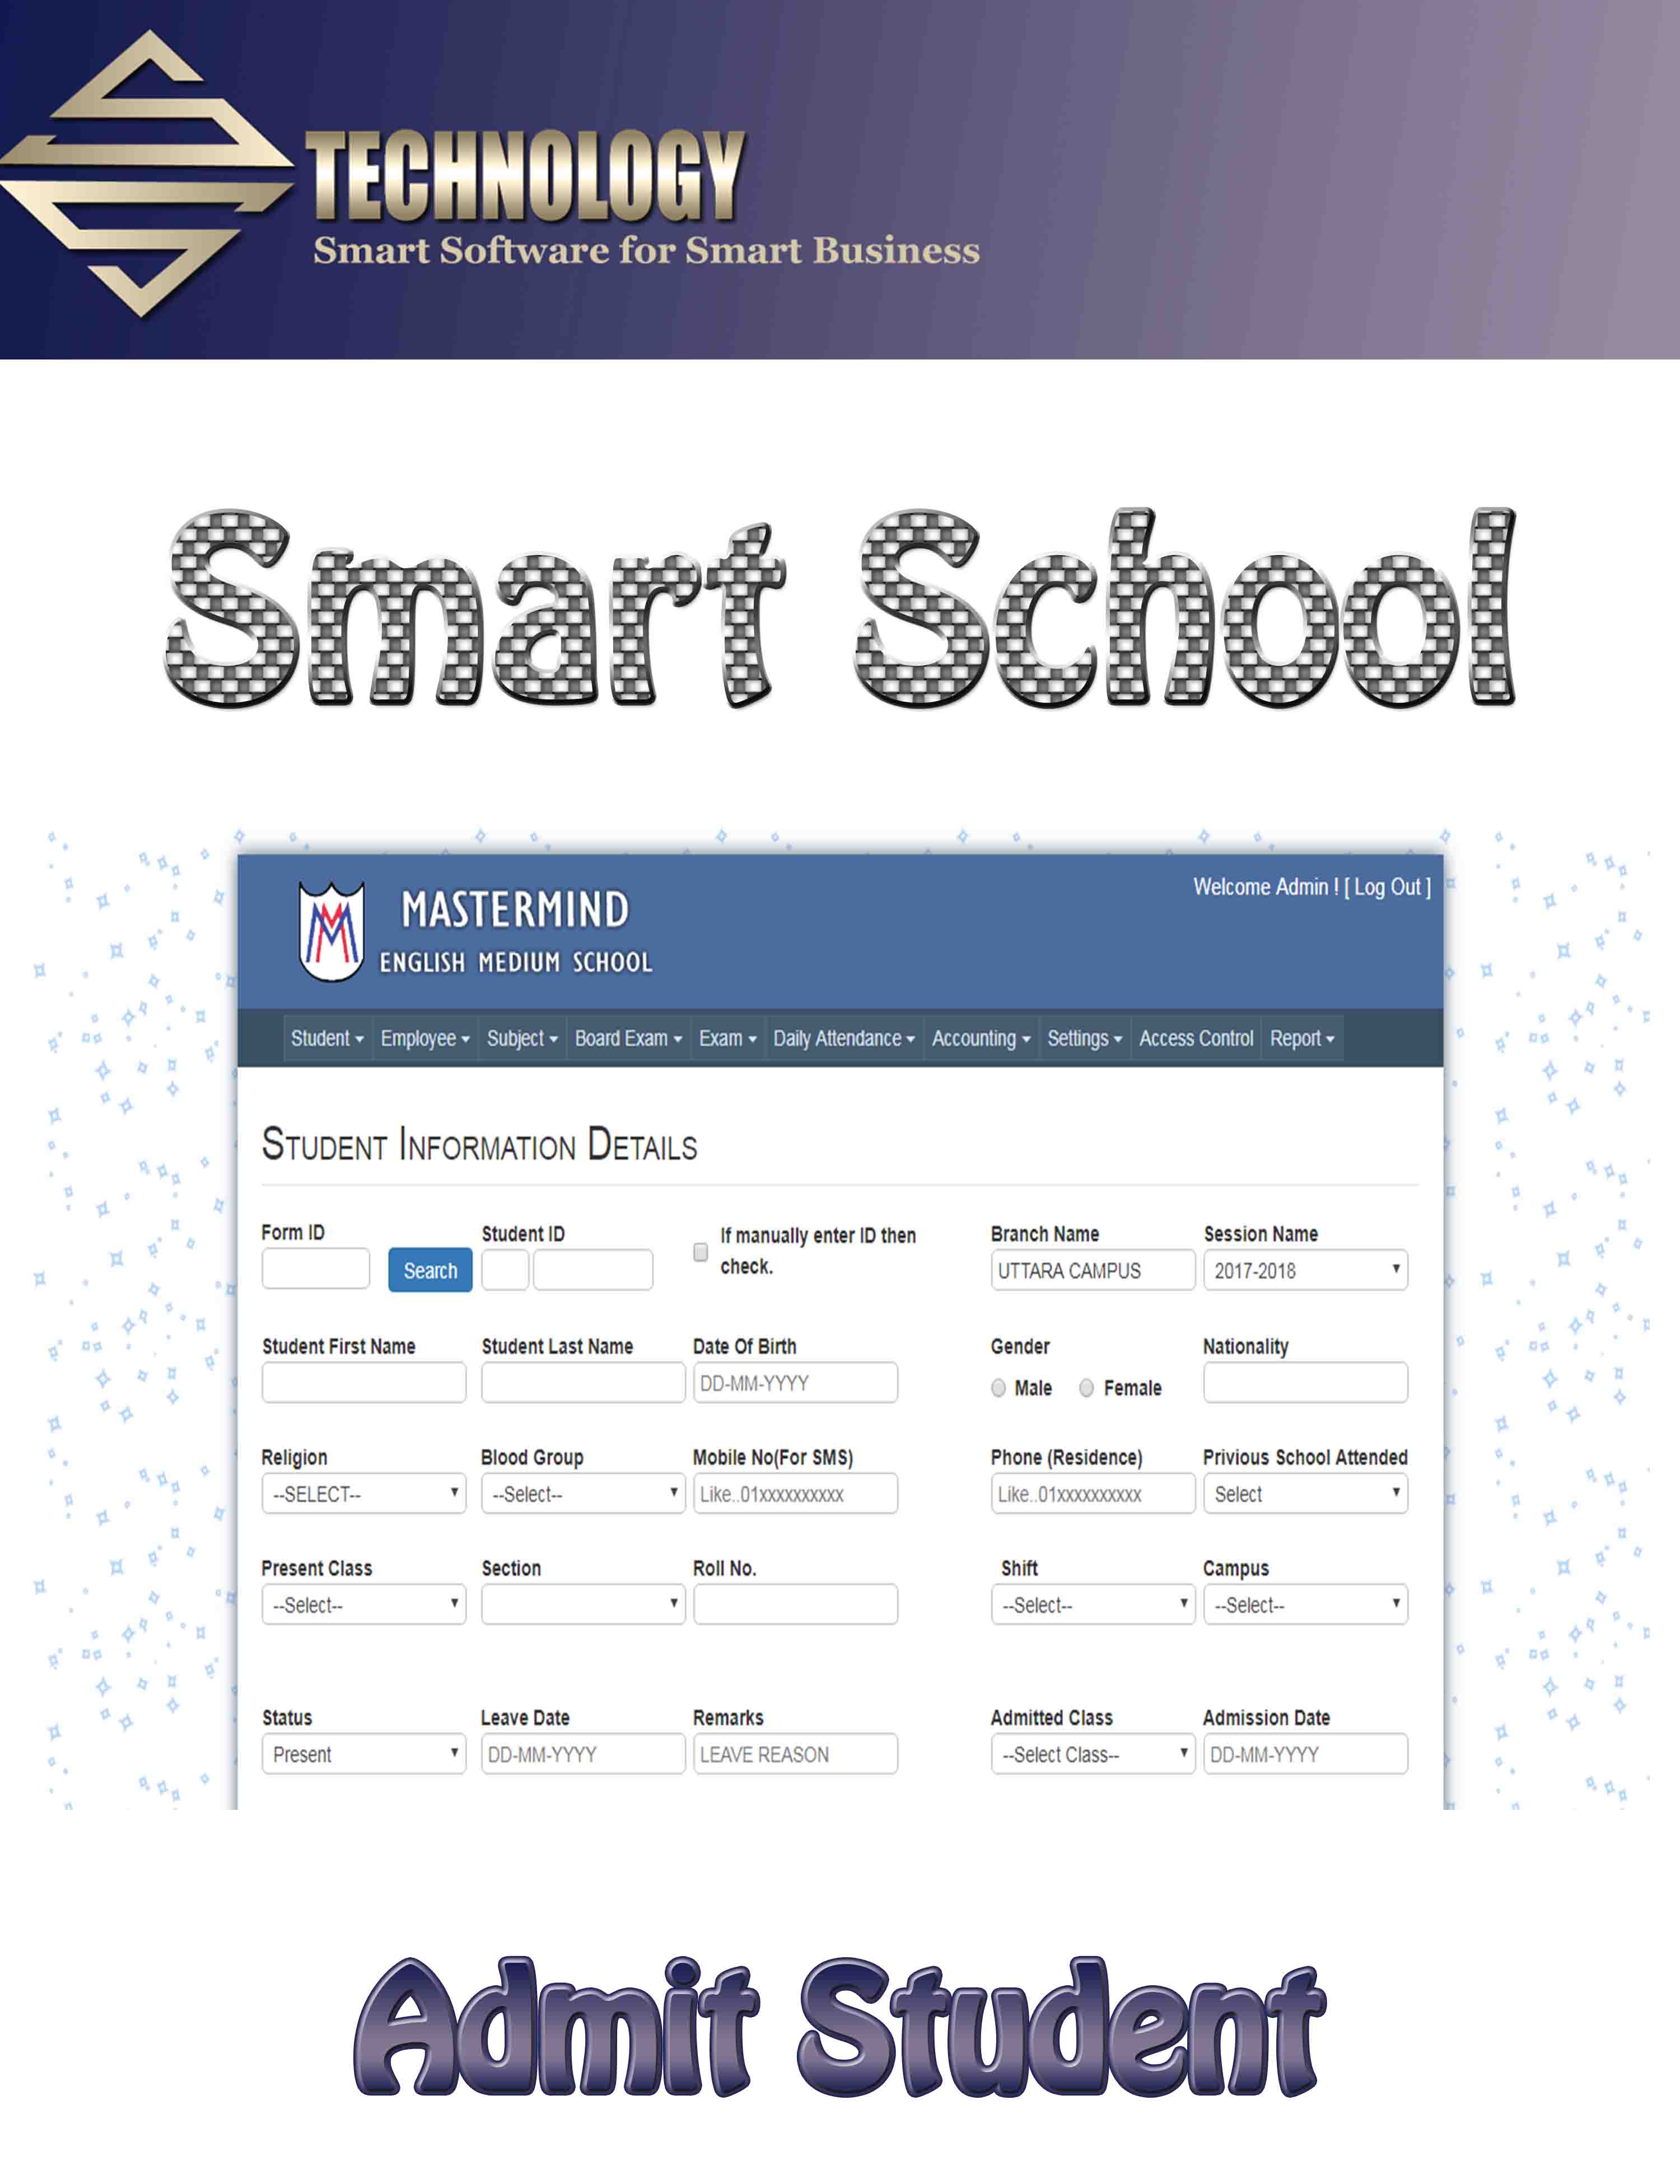 TECHNOLOGY
Smart Software for Smart Business
Smart School
Welcome Admin ! [ Log Out ]
MASTERMIND
ENGLISH MEDIUM SCHOOL
Student Employee Subject Board Exam Exam Daily Attendance Accounting Settings Access Control Report
STUDENT INFORMATION DETAILS
Form ID Student ID If manually enter ID then check. Branch Name Session Name
Search UTTARA CAMPUS 2017-2018
Student First Name Student Last Name Date Of Birth Gender Nationality
DD-MM-YYYY Male Female
Religion Blood Group Mobile No(For SMS) Phone (Residence) Privious School Attended
--SELECT-- --Select-- Like..01xxxxxxxxxx Like..01xxxxxxxxxx Select
Present Class Section Roll No. Shift Campus
--Select-- --Select-- --Select--
Status Leave Date Remarks Admitted Class Admission Date
Present DD-MM-YYYY LEAVE REASON --Select Class-- DD-MM-YYYY
Admit Student